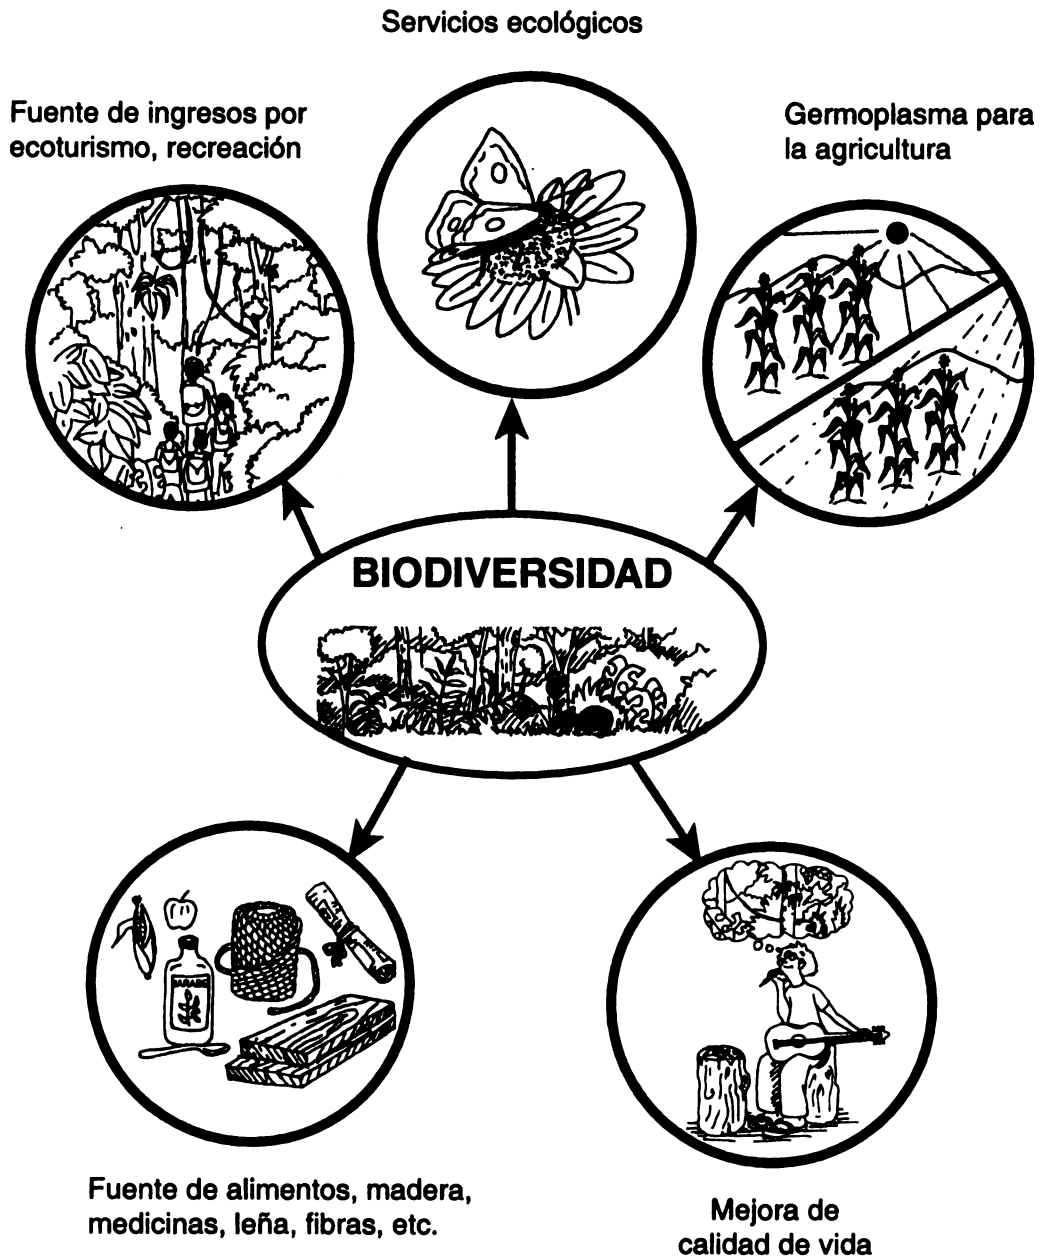 Servicios ecológicos
Fuente de ingresos por
ecoturismo, recreación
Germoplasma para
la agricultura
BIODIVERSIDAD
JARABE
Fuente de alimentos, madera,
medicinas, leña, fibras, etc.
Mejora de
calidad de vida